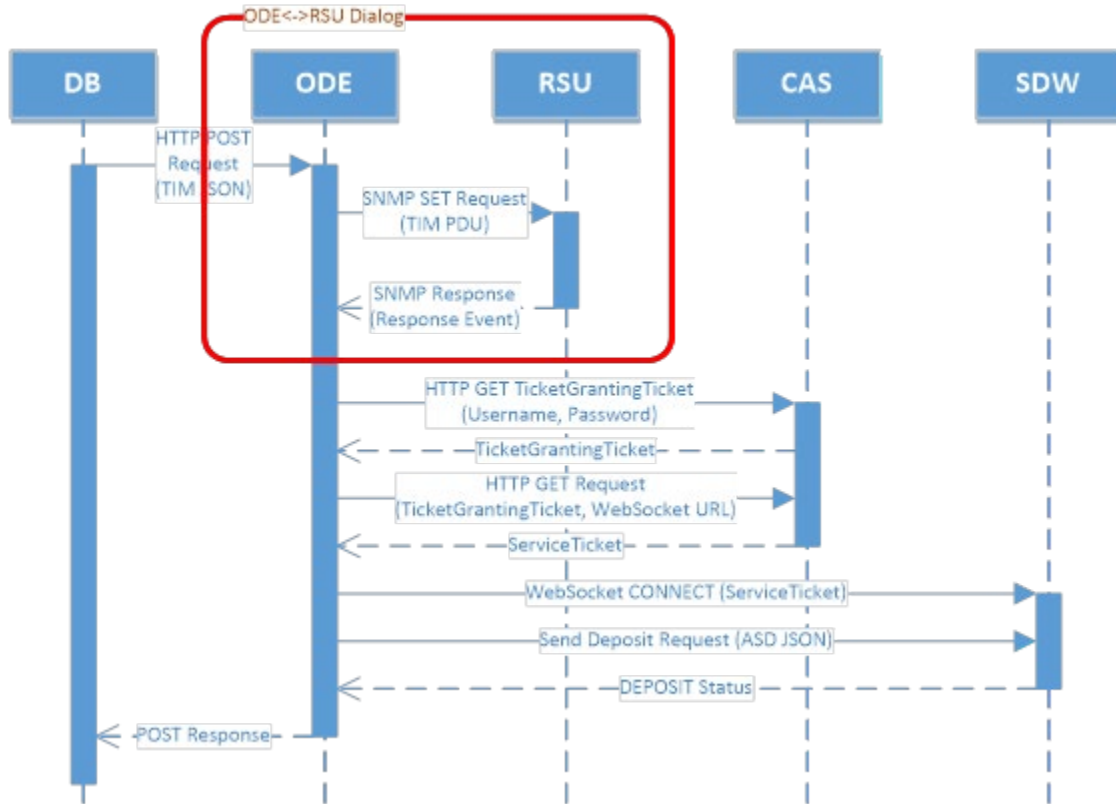 ODE<->RSU Dialog
DB
ODE
RSU
CAS
SDW
HTTP POST
Request
(TIM JSON)
SNMP SET Request
(TIM PDU)
SNMP Response
(Response Event)
HTTP GET TicketGrantingTicket
(Username, Password)
TicketGrantingTicket
HTTP GET Request
(TicketGrantingTicket, WebSocket URL)
ServiceTicket
WebSocket CONNECT (ServiceTicket)
Send Deposit Request (ASD JSON)
DEPOSIT Status
POST Response